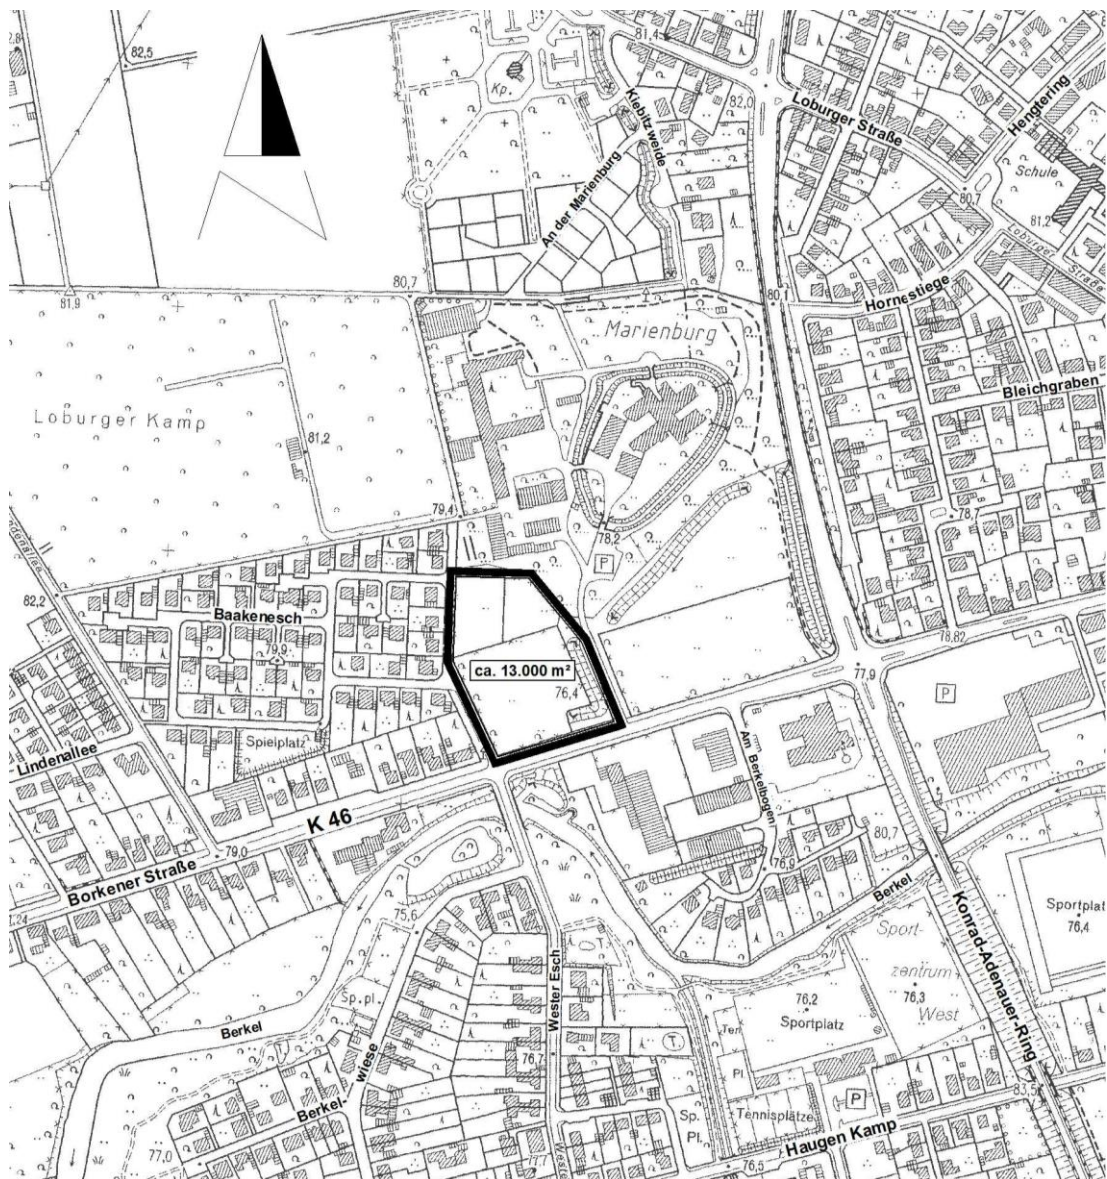 81,4
82,5
Kp.
82,0
Loburger Straße
Hengtering
Kiebitzweide
Schule
80,7
81,2
An der Marienburg
Loburger Straße
80,7
81,9
80,1
Hornestiege
Marienburg
Bleichgraben
Loburger Kamp
81,2
79,4
78,7
78,2
P
82,2
Baakenesch
78,82
79,9
ca. 13.000 m²
77,9
76,4
P
Spielplatz
Lindenallee
Am Berkelbogen
K 46
80,7
79,0
76,9
Borkener Straße
Berkel
75,6
Konrad-Adenauer-Ring
Sportplatz
76,4
Sport-
zentrum
West
Sp.pl.
Wester Esch
T.
76,2
Sportplatz
76,3
Berkel
Ten.
Pl.
T.
76,7
Berkel-
wiese
P
Sp.
Pl.
Tennisplätze
Haugen Kamp
77,0
76,5